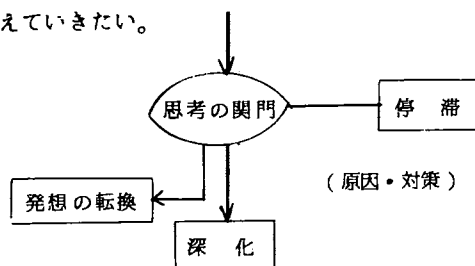 えていきたい。
思考の関門
停滞
(原因・対策)
発想の転換
深化